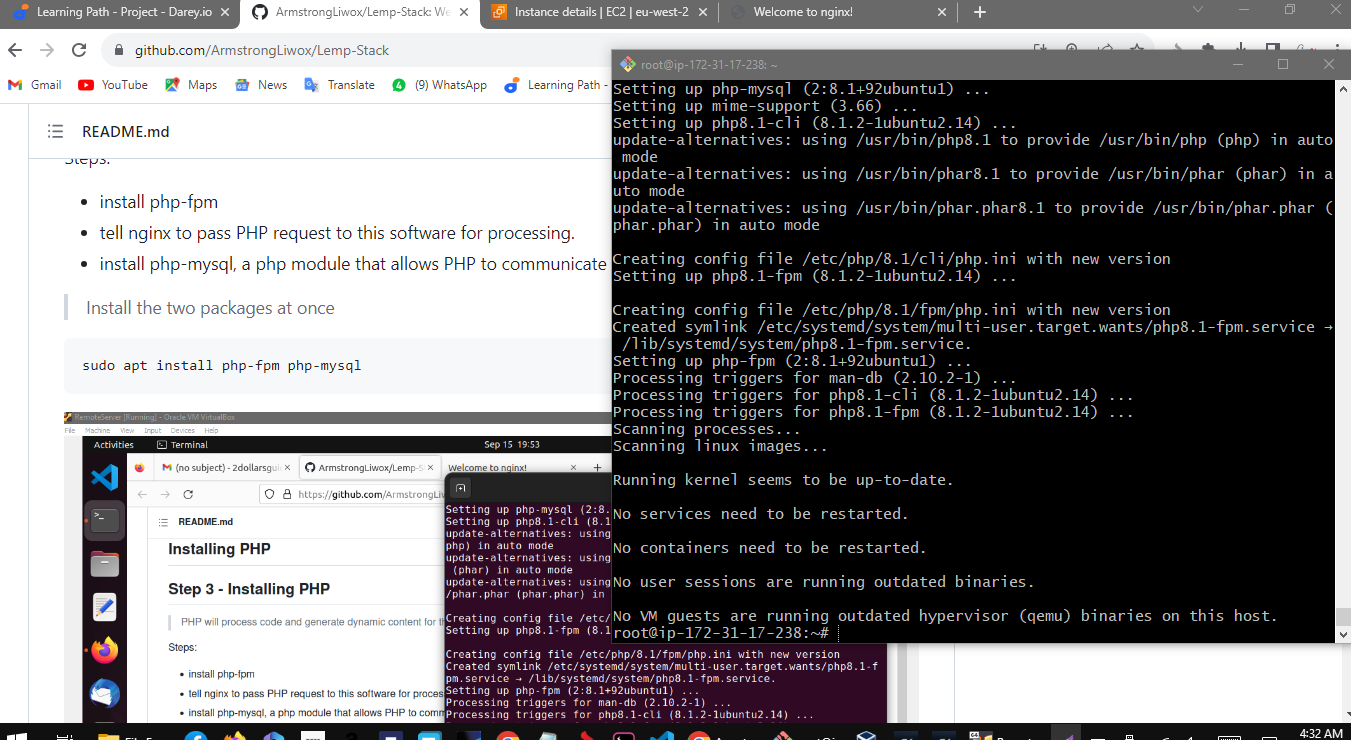 Learning Path - Project - Darey.io
ArmstrongLiwox/Lemp-Stack: We
Instance details | EC2 | eu-west-2
Welcome to nginx!
github.com/ArmstrongLiwox/Lemp-Stack
Gmail
YouTube
Maps
News
Translate
(9) WhatsApp
Learning Path -
README.md
Steps:
install php-fpm
tell nginx to pass PHP request to this software for processing.
install php-mysql, a php module that allows PHP to communicate
Install the two packages at once
sudo apt install php-fpm php-mysql
RemoteServer [Running] - Oracle VM VirtualBox
File Machine View Input Devices Help
Activities
Terminal
Sep 15 19:53
(no subject) - 2dollarsgui
ArmstrongLiwox/Lemp-S
Welcome to nginx!
https://github.com/ArmstrongLiw
README.md
Installing PHP
Step 3 - Installing PHP
PHP will process code and generate dynamic content for th
Steps:
install php-fpm
tell nginx to pass PHP request to this software for proces
install php-mysql, a php module that allows PHP to comm
Setting up php-mysql (2:8.
Setting up php8.1-cli (8.1
update-alternatives: using
php) in auto mode
update-alternatives: using
(phar) in auto mode
update-alternatives: using
/phar.phar (phar.phar) in
Creating config file /etc/
Setting up php8.1-fpm (8.1
Creating config file /etc/php/8.1/fpm/php.ini with new version
Created symlink /etc/systemd/system/multi-user.target.wants/php8.1-f
pm.service → /lib/systemd/system/php8.1-fpm.service.
Setting up php-fpm (2:8.1+92ubuntu1) ...
Processing triggers for man-db (2.10.2-1) ...
Processing triggers for php8.1-cli (8.1.2-1ubuntu2.14) ...
root@ip-172-31-17-238: ~
Setting up php-mysql (2:8.1+92ubuntu1) ...
Setting up mime-support (3.66) ...
Setting up php8.1-cli (8.1.2-1ubuntu2.14) ...
update-alternatives: using /usr/bin/php8.1 to provide /usr/bin/php (php) in auto
mode
update-alternatives: using /usr/bin/phar8.1 to provide /usr/bin/phar (phar) in a
uto mode
update-alternatives: using /usr/bin/phar.phar8.1 to provide /usr/bin/phar.phar (
phar.phar) in auto mode
Creating config file /etc/php/8.1/cli/php.ini with new version
Setting up php8.1-fpm (8.1.2-1ubuntu2.14) ...
Creating config file /etc/php/8.1/fpm/php.ini with new version
Created symlink /etc/systemd/system/multi-user.target.wants/php8.1-fpm.service →
/lib/systemd/system/php8.1-fpm.service.
Setting up php-fpm (2:8.1+92ubuntu1) ...
Processing triggers for man-db (2.10.2-1) ...
Processing triggers for php8.1-cli (8.1.2-1ubuntu2.14) ...
Processing triggers for php8.1-fpm (8.1.2-1ubuntu2.14) ...
Scanning processes...
Scanning linux images...
Running kernel seems to be up-to-date.
No services need to be restarted.
No containers need to be restarted.
No user sessions are running outdated binaries.
No VM guests are running outdated hypervisor (qemu) binaries on this host.
root@ip-172-31-17-238:~#
4:32 AM